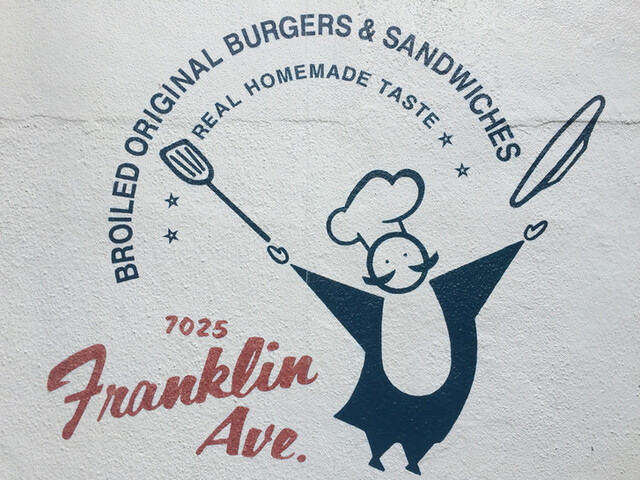 BROILED ORIGINAL BURGERS & SANDWICHES
REAL HOMEMADE TASTE
7025
Franklin
Ave.